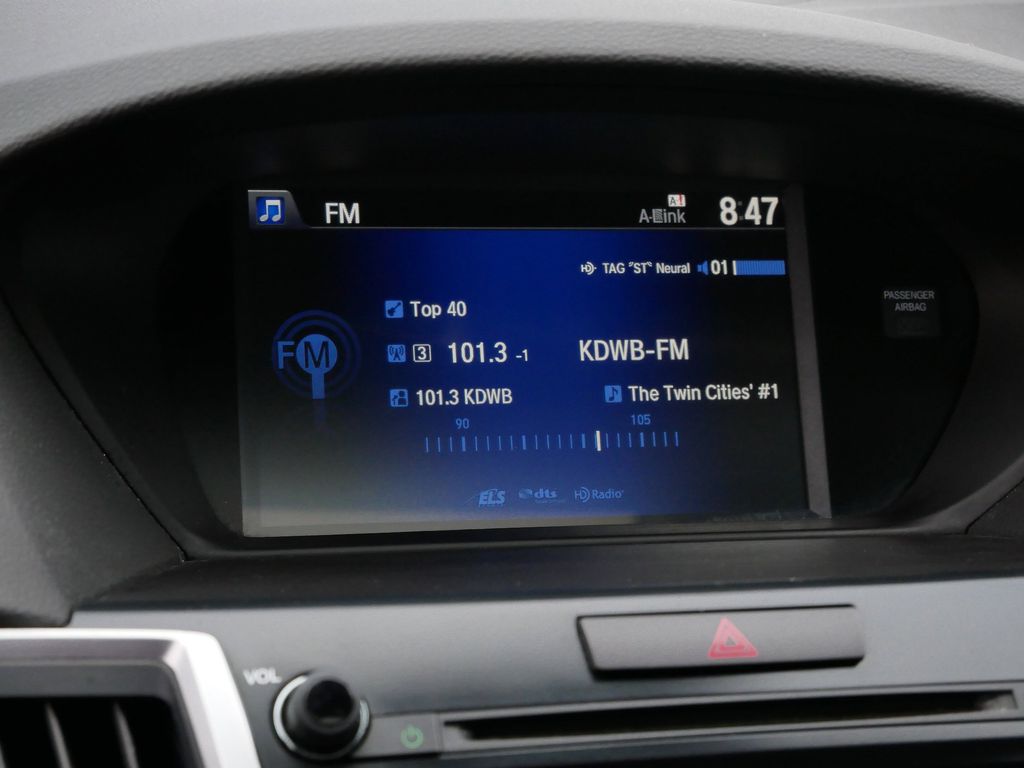 FM
A-Link
8:47
TAG "ST" Neural 01
Top 40
FM
3 101.3 -1 KDWB-FM
101.3 KDWB The Twin Cities' #1
90 105
ELS dts HD Radio
PASSENGER
AIRBAG
VOL